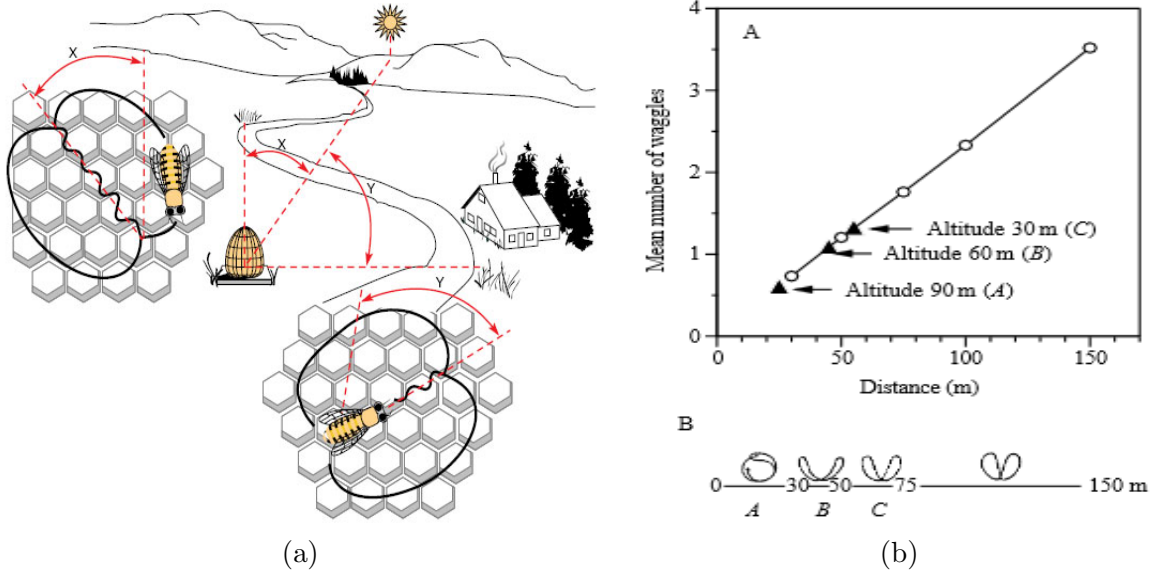 X
X
Y
Y
(a)
A
4
3
2
1
0
Mean number of waggles
Altitude 30 m (C)
Altitude 60 m (B)
Altitude 90 m (A)
0 50 100 150
Distance (m)
B
0 30 50 75 150 m
A B C
(b)